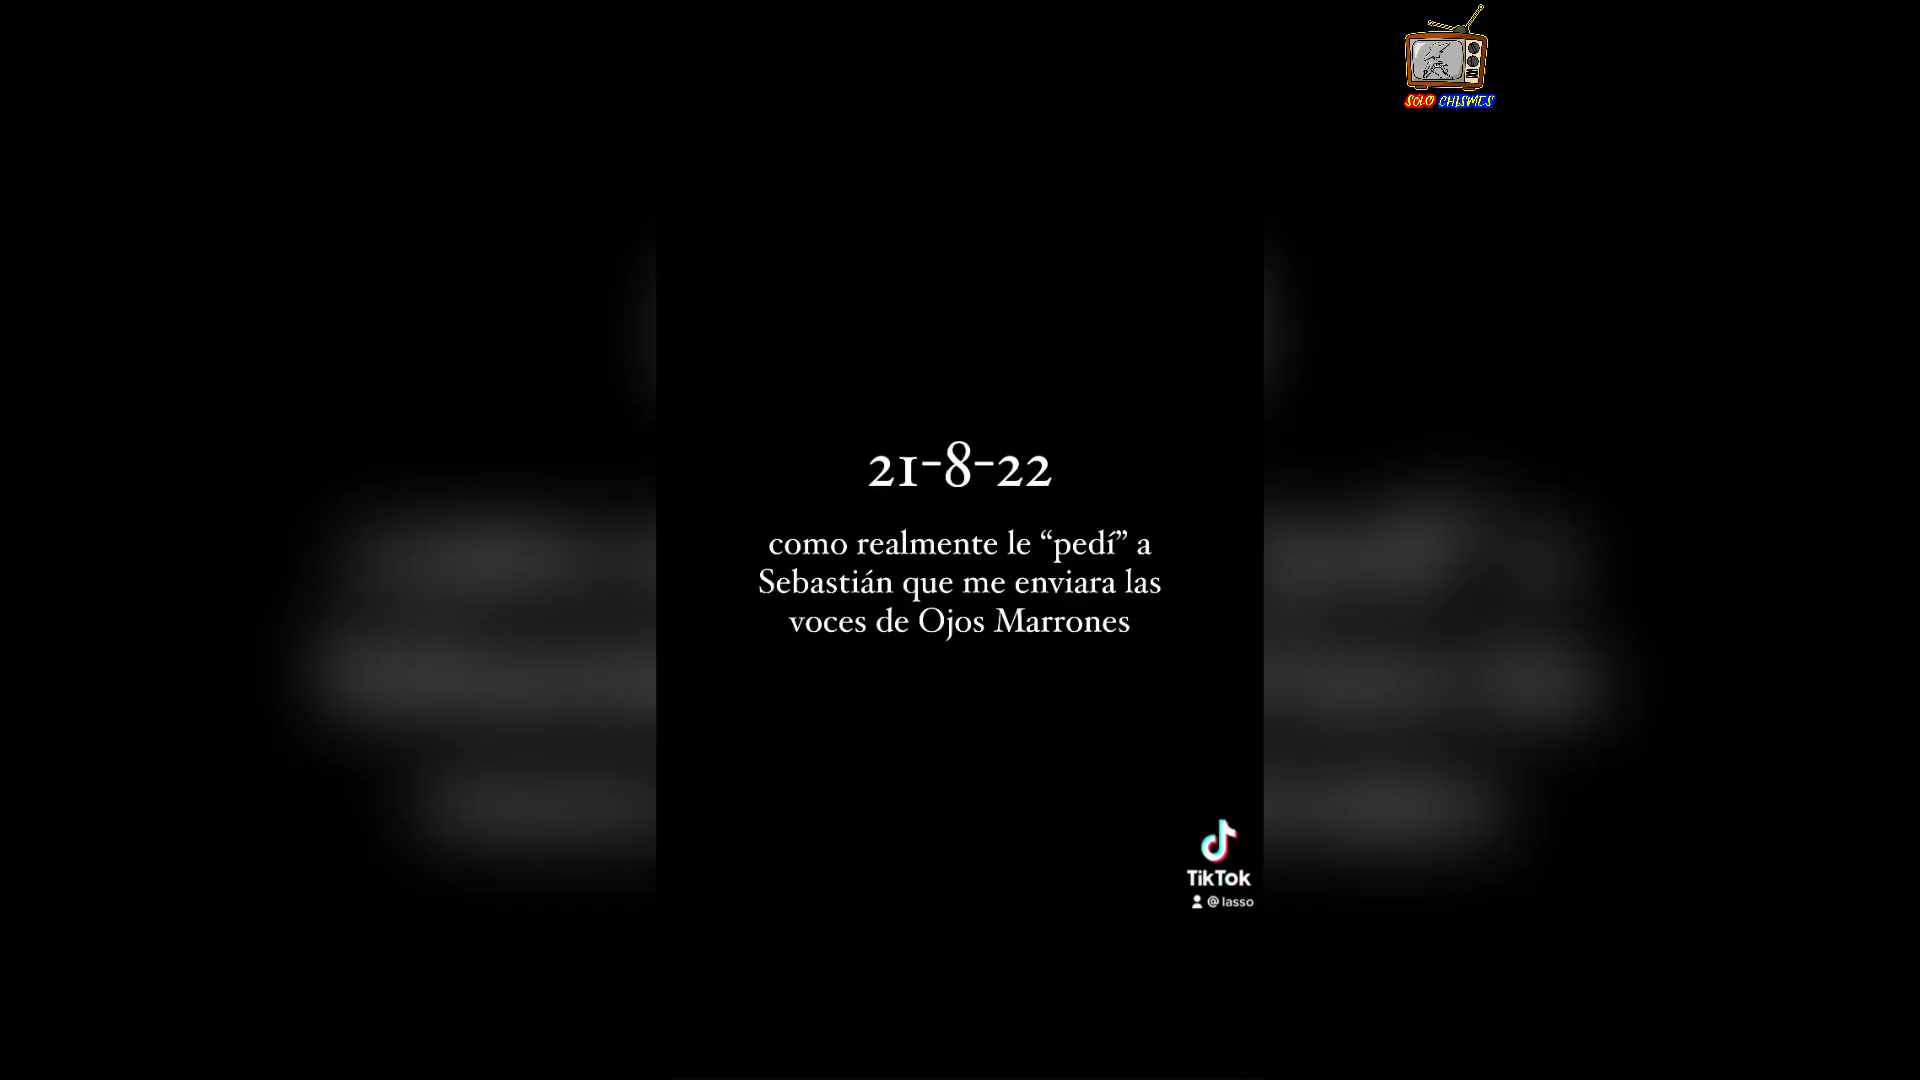 SOLO CHISMES
21-8-22
como realmente le “pedí” a
Sebastián que me enviara las
voces de Ojos Marrones
TikTok
@lasso